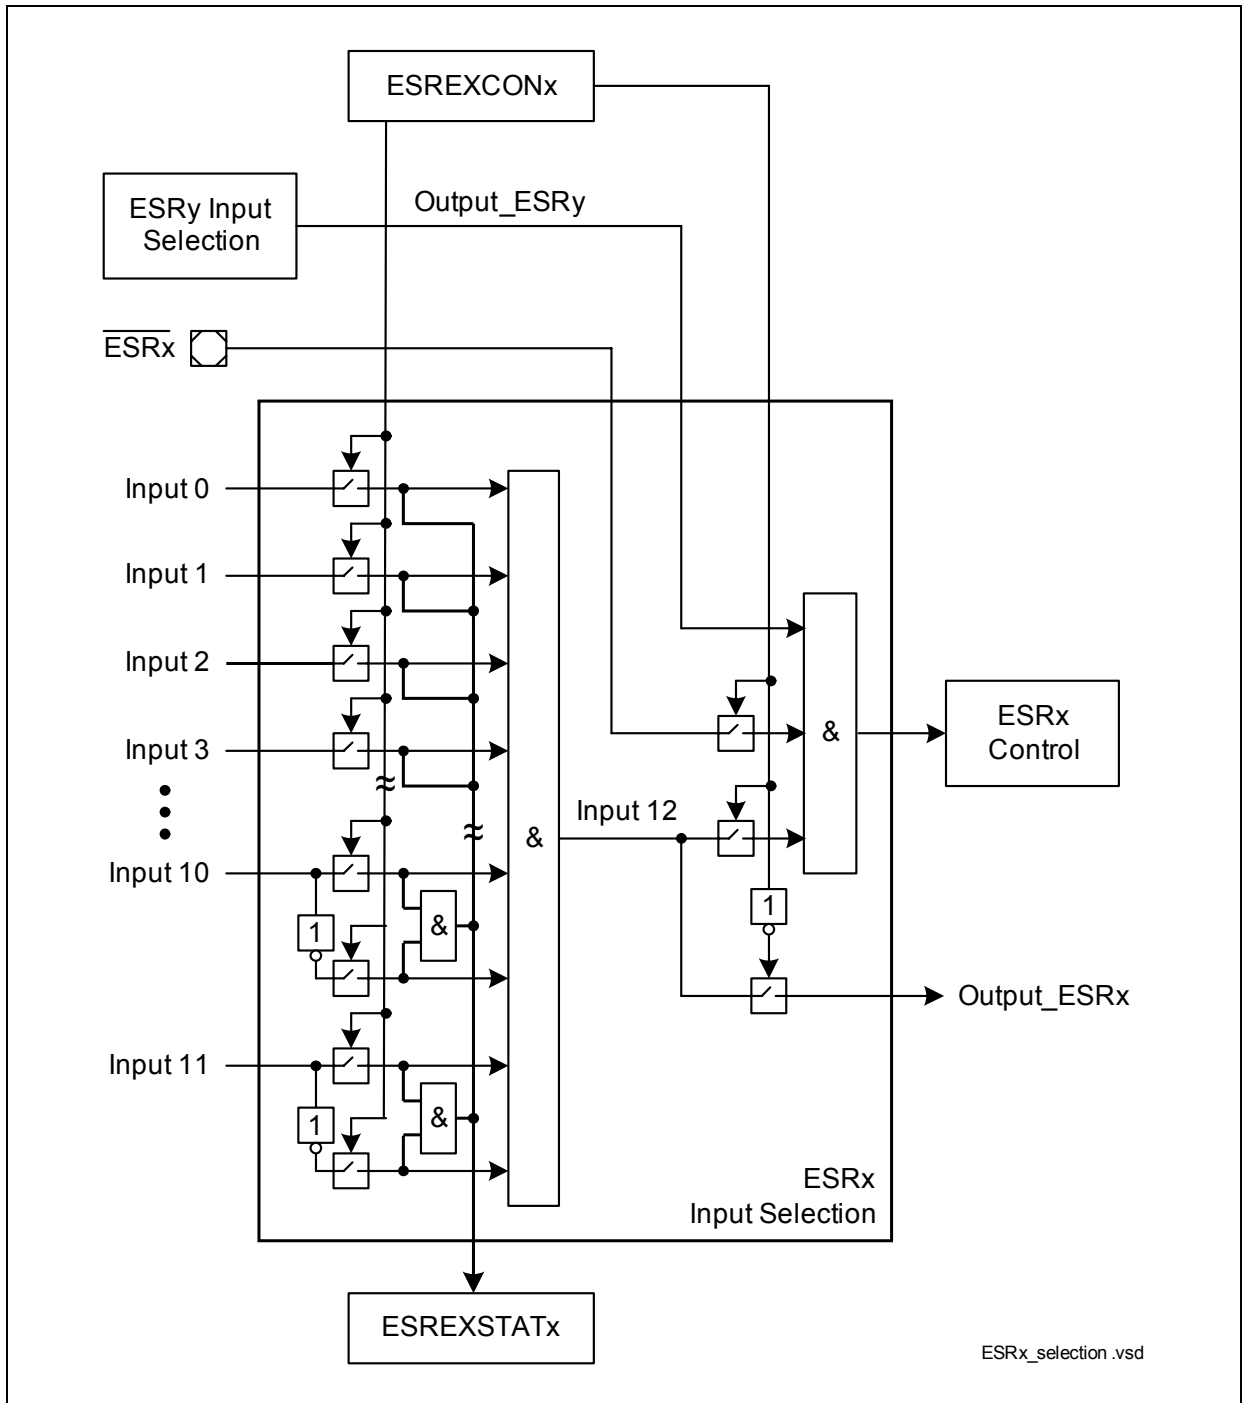 ESREXCONx
ESRy Input
Selection
Output_ESRy
ESRx
Input 0
Input 1
Input 2
Input 3
Input 10
Input 11
1
1
&
&
&
Input 12
&
1
ESRx
Control
Output_ESRx
ESRx
Input Selection
ESREXSTATx
ESRx_selection .vsd